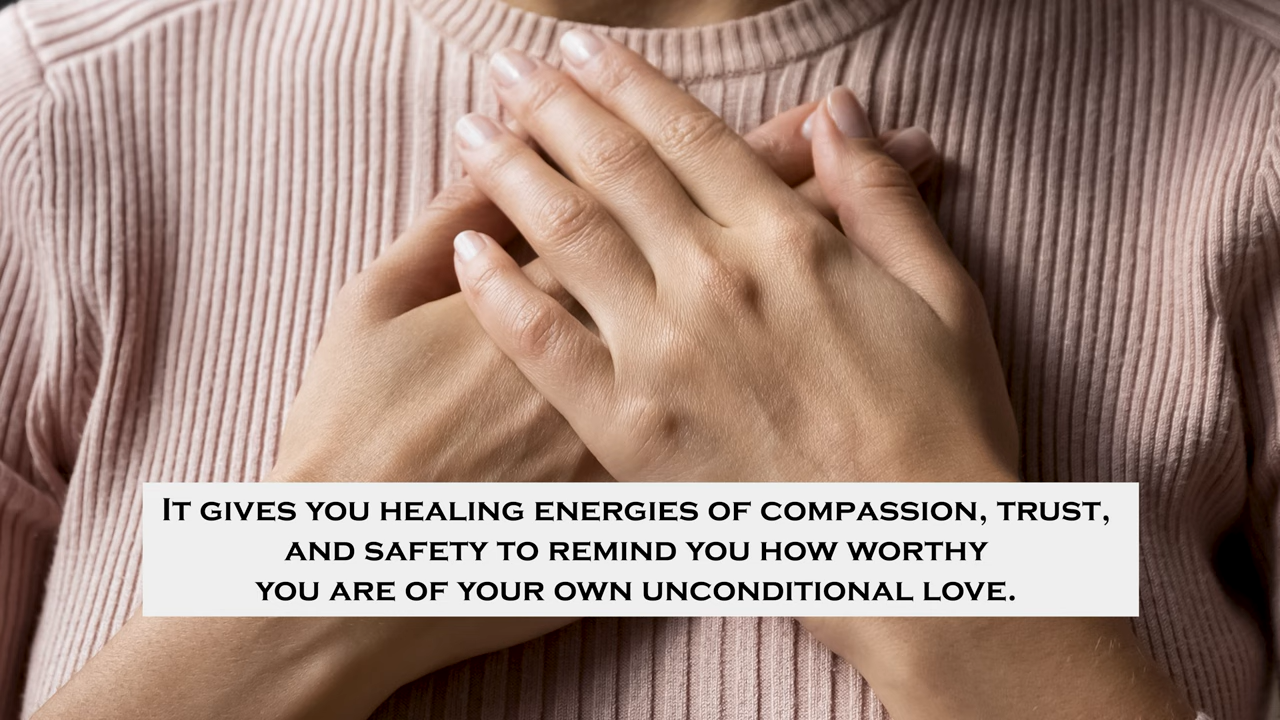 It gives you healing energies of compassion, trust,
and safety to remind you how worthy
you are of your own unconditional love.